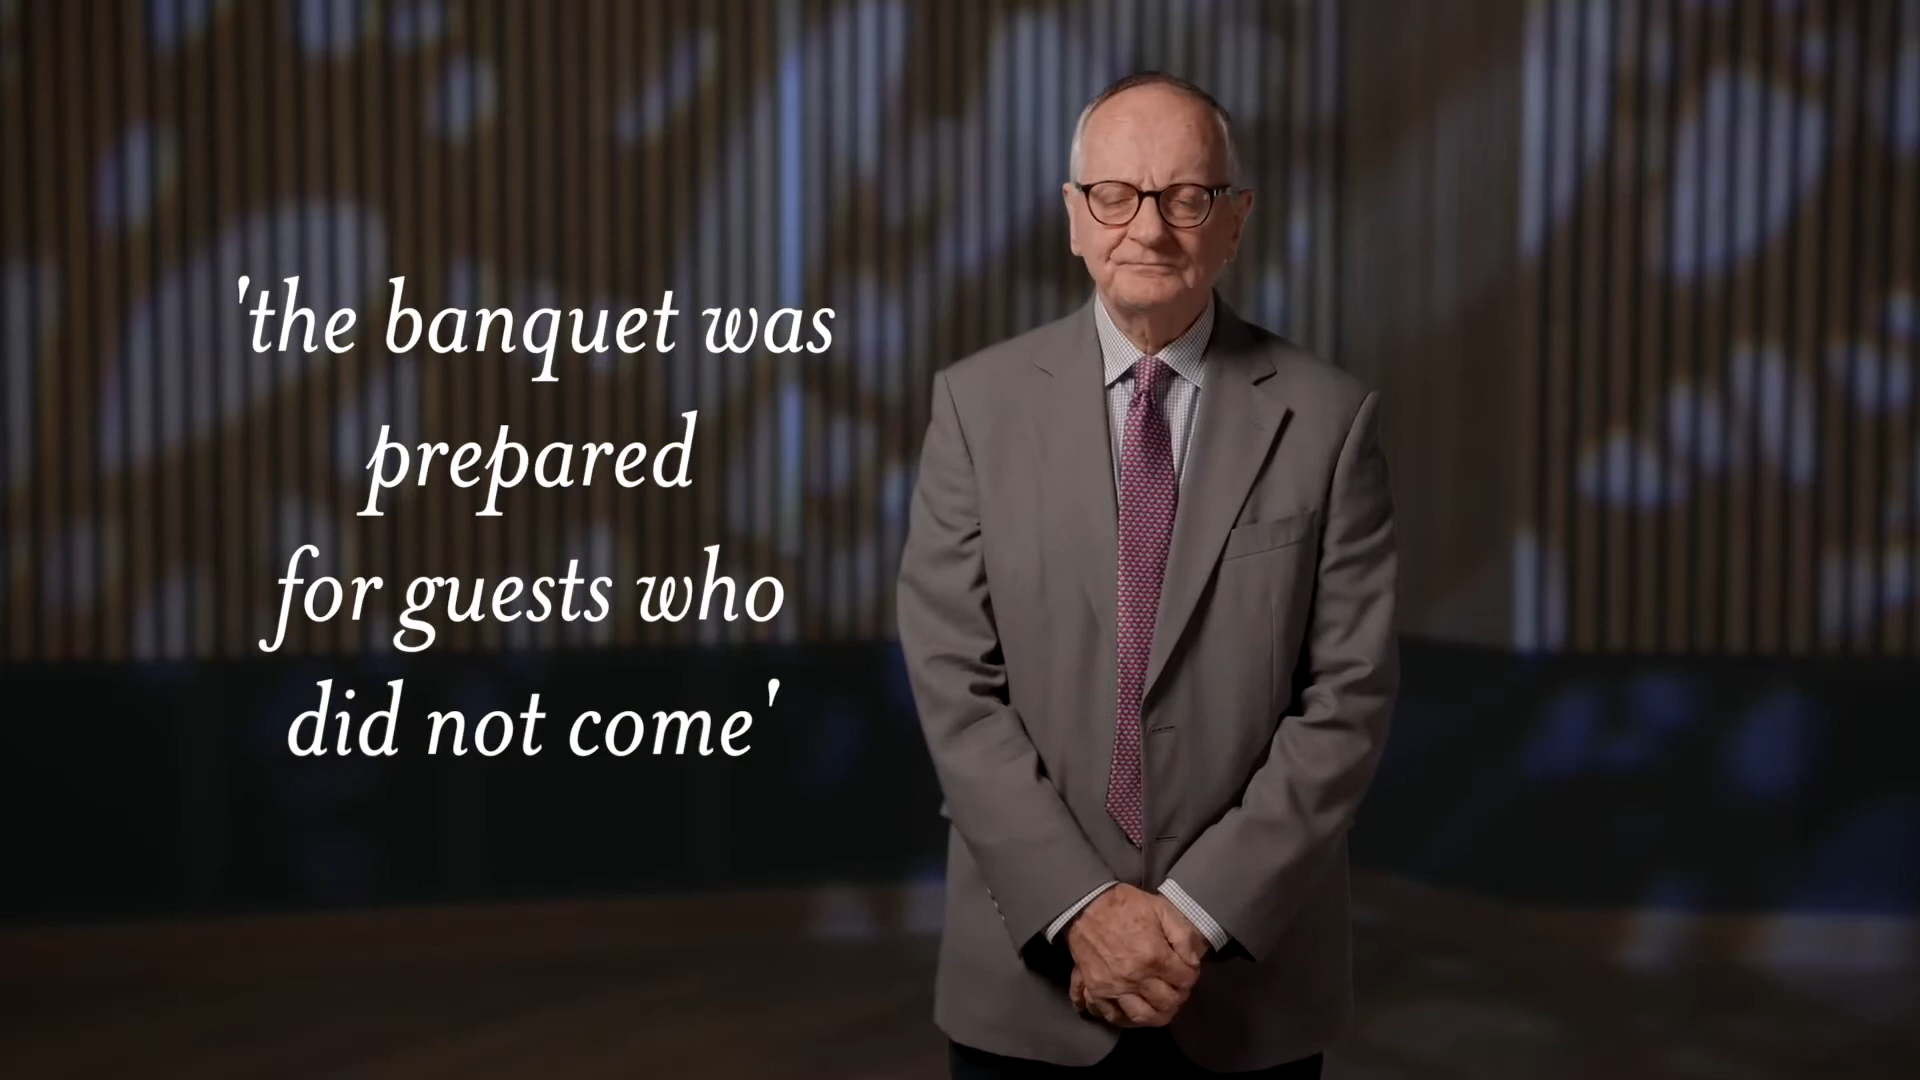 'the banquet was
prepared
for guests who
did not come'